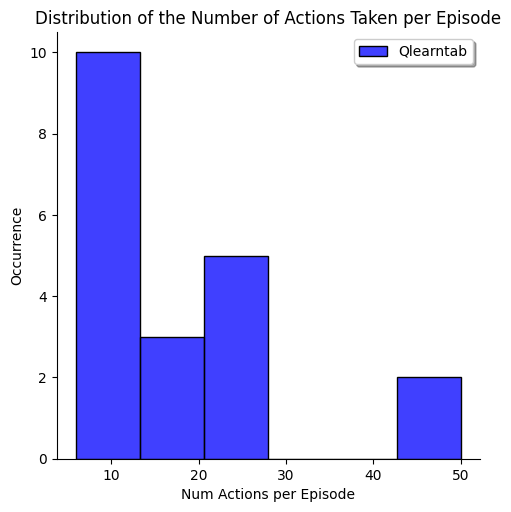 Distribution of the Number of Actions Taken per Episode
Qlearntab
10
8
6
4
2
0
Occurrence
10 20 30 40 50
Num Actions per Episode